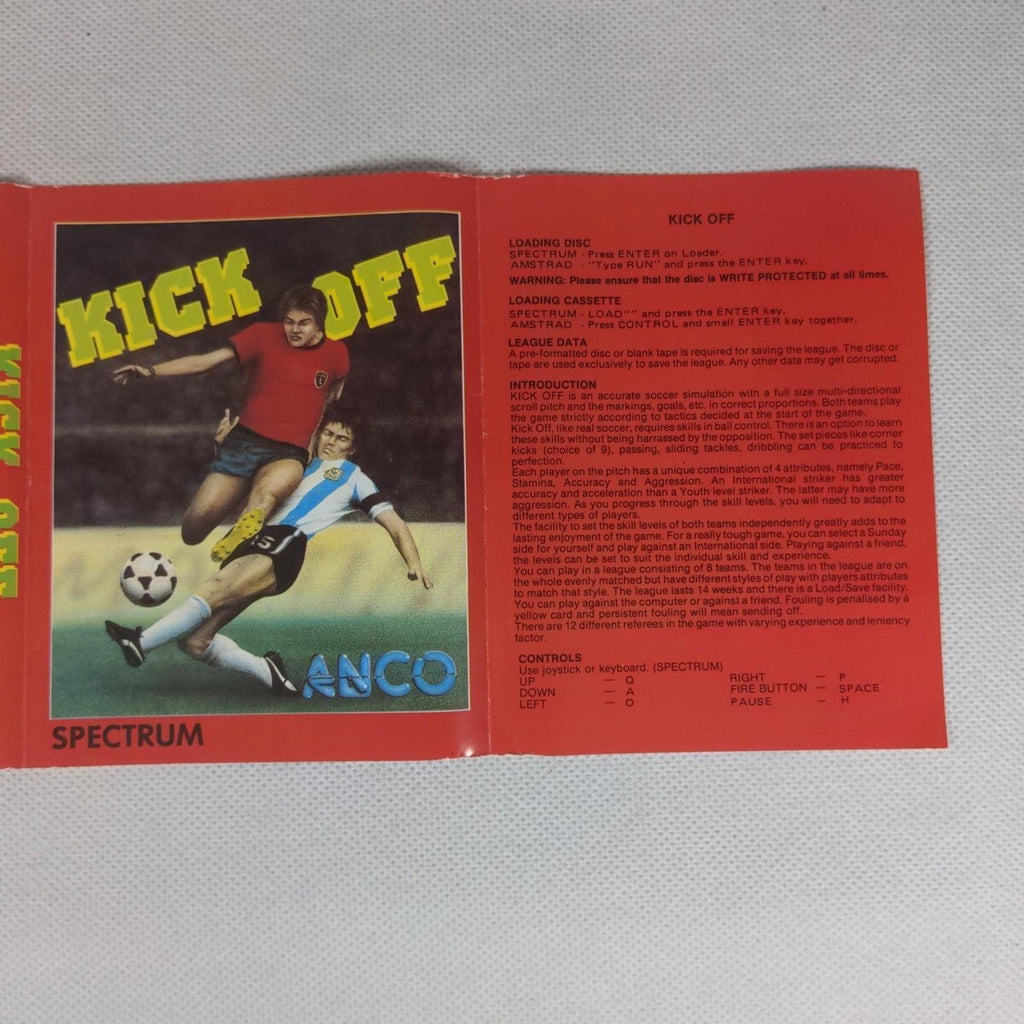 KICK OFF
KICK OFF
ANCO
SPECTRUM
KICK OFF
LOADING DISC
SPECTRUM - Press ENTER on Loader.
AMSTRAD - "Type RUN" and press the ENTER key.
WARNING: Please ensure that the disc is WRITE PROTECTED at all times.
LOADING CASSETTE
SPECTRUM - LOAD"" and press the ENTER key.
AMSTRAD - Press CONTROL and small ENTER key together.
LEAGUE DATA
A pre-formatted disc or blank tape is required for saving the league. The disc or
tape are used exclusively to save the league. Any other data may get corrupted.
INTRODUCTION
KICK OFF is an accurate soccer simulation with a full size multi-directional
scroll pitch and the markings, goals, etc. in correct proportions. Both teams play
the game strictly according to tactics decided at the start of the game.
Kick Off, like real soccer, requires skills in ball control. There is an option to learn
these skills without being harrassed by the opposition. The set pieces like corner
kicks (choice of 9), passing, sliding tackles, dribbling can be practiced to
perfection.
Each player on the pitch has a unique combination of 4 attributes, namely Pace,
Stamina, Accuracy and Aggression. An International striker has greater
accuracy and acceleration than a Youth level striker. The latter may have more
aggression. As you progress through the skill levels, you will need to adapt to
different types of players.
The facility to set the skill levels of both teams independently greatly adds to the
lasting enjoyment of the game. For a really tough game, you can select a Sunday
side for yourself and play against an International side. Playing against a friend,
the levels can be set to suit the individual skill and experience.
You can play in a league consisting of 8 teams. The teams in the league are on
the whole evenly matched but have different styles of play with players attributes
to match that style. The league lasts 14 weeks and there is a Load/Save facility.
You can play against the computer or against a friend. Fouling is penalised by a
yellow card and persistent fouling will mean sending off.
There are 12 different referees in the game with varying experience and leniency
factor.
CONTROLS
Use joystick or keyboard. (SPECTRUM)
UP — Q RIGHT — P
DOWN — A FIRE BUTTON — SPACE
LEFT — O PAUSE — H